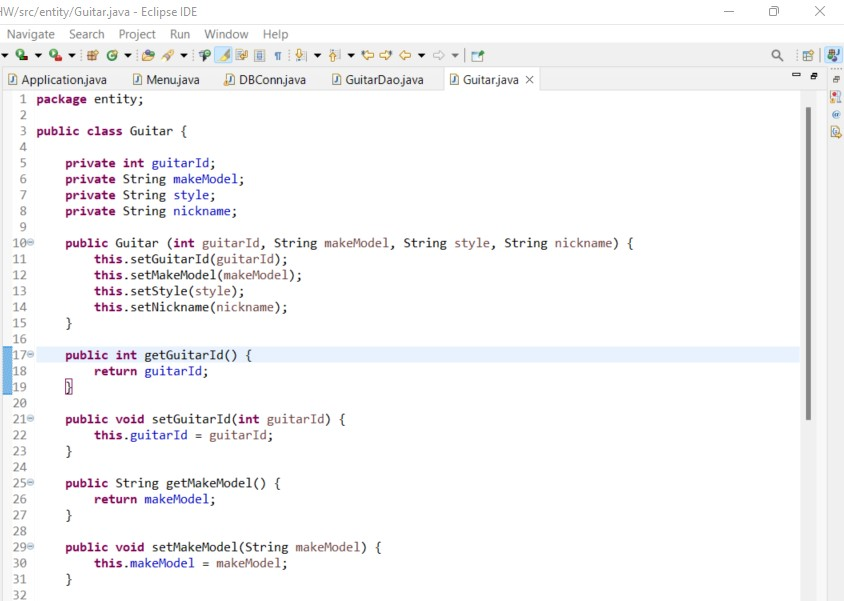 HW/src/entity/Guitar.java - Eclipse IDE
Navigate Search Project Run Window Help
Application.java Menu.java DBConn.java GuitarDao.java Guitar.java
1 package entity;
2
3 public class Guitar {
4
5 private int guitarId;
6 private String makeModel;
7 private String style;
8 private String nickname;
9
10 public Guitar (int guitarId, String makeModel, String style, String nickname) {
11 this.setGuitarId(guitarId);
12 this.setMakeModel(makeModel);
13 this.setStyle(style);
14 this.setNickname(nickname);
15 }
16
17 public int getGuitarId() {
18 return guitarId;
19 }
20
21 public void setGuitarId(int guitarId) {
22 this.guitarId = guitarId;
23 }
24
25 public String getMakeModel() {
26 return makeModel;
27 }
28
29 public void setMakeModel(String makeModel) {
30 this.makeModel = makeModel;
31 }
32